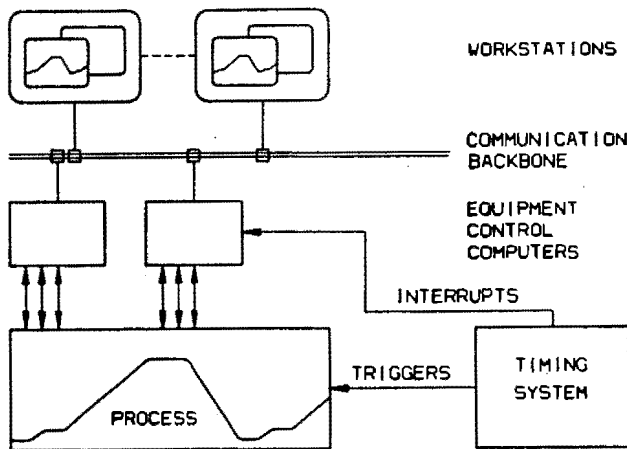 WORKSTATIONS
COMMUNICATION
BACKBONE
EQUIPMENT
CONTROL
COMPUTERS
INTERRUPTS
TRIGGERS
TIMING
SYSTEM
PROCESS